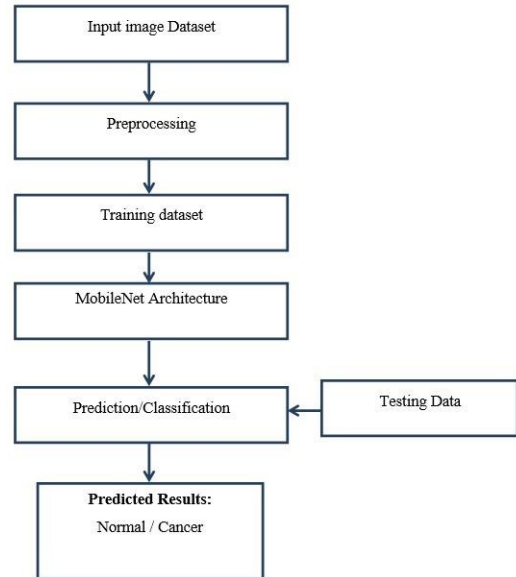 Input image Dataset
Preprocessing
Training dataset
MobileNet Architecture
Prediction/Classification
Testing Data
Predicted Results:
Normal / Cancer